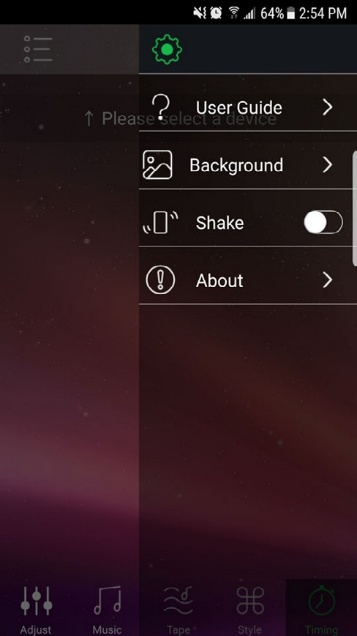 64% 2:54 PM
↑ Please select a device
User Guide
Background
Shake
About
Adjust Music Tape Style Timing